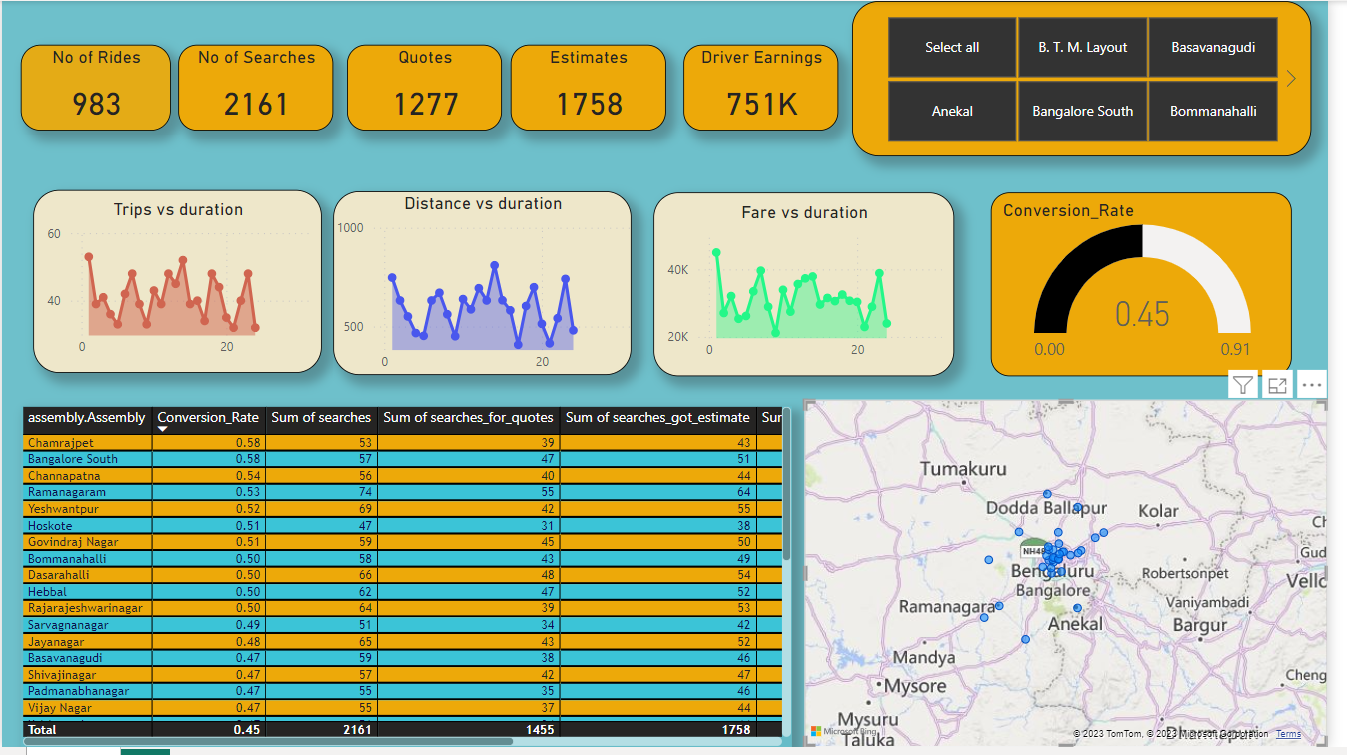 No of Rides
983
No of Searches
2161
Quotes
1277
Estimates
1758
Driver Earnings
751K
Select all
B. T. M. Layout
Basavanagudi
Anekal
Bangalore South
Bommanahalli
Trips vs duration
60
40
0 20
Distance vs duration
1000
500
0 20
Fare vs duration
40K
20K
0 20
Conversion_Rate
0.45
0.00 0.91
assembly.Assembly Conversion_Rate Sum of searches Sum of searches_for_quotes Sum of searches_got_estimate Sur
Chamrajpet 0.58 53 39 43
Bangalore South 0.58 57 47 51
Channapatna 0.54 56 40 44
Ramanagaram 0.53 74 55 64
Yeshwantpur 0.52 69 42 55
Hoskote 0.51 47 31 38
Govindraj Nagar 0.51 59 45 50
Bommanahalli 0.50 58 43 49
Dasarahalli 0.50 66 48 54
Hebbal 0.50 62 47 52
Rajarajeshwarinagar 0.50 64 39 53
Sarvagnanagar 0.49 51 34 42
Jayanagar 0.48 65 43 52
Basavanagudi 0.47 59 38 46
Shivajinagar 0.47 57 42 47
Padmanabhanagar 0.47 55 35 46
Vijay Nagar 0.47 55 37 44
Total 0.45 2161 1455 1758
Tumakuru
Dodda Ballapur
Kolar
NH48
Bengaluru
Bangalore
Robertsonpet
Ramanagara
Vaniyambadi
Anekal
Bargur
Mandya
Mysore
Mysuru
Taluka
Ch
Gud
Vello
Cheng
Microsoft Bing
© 2023 TomTom, © 2023 Microsoft Corporation Terms